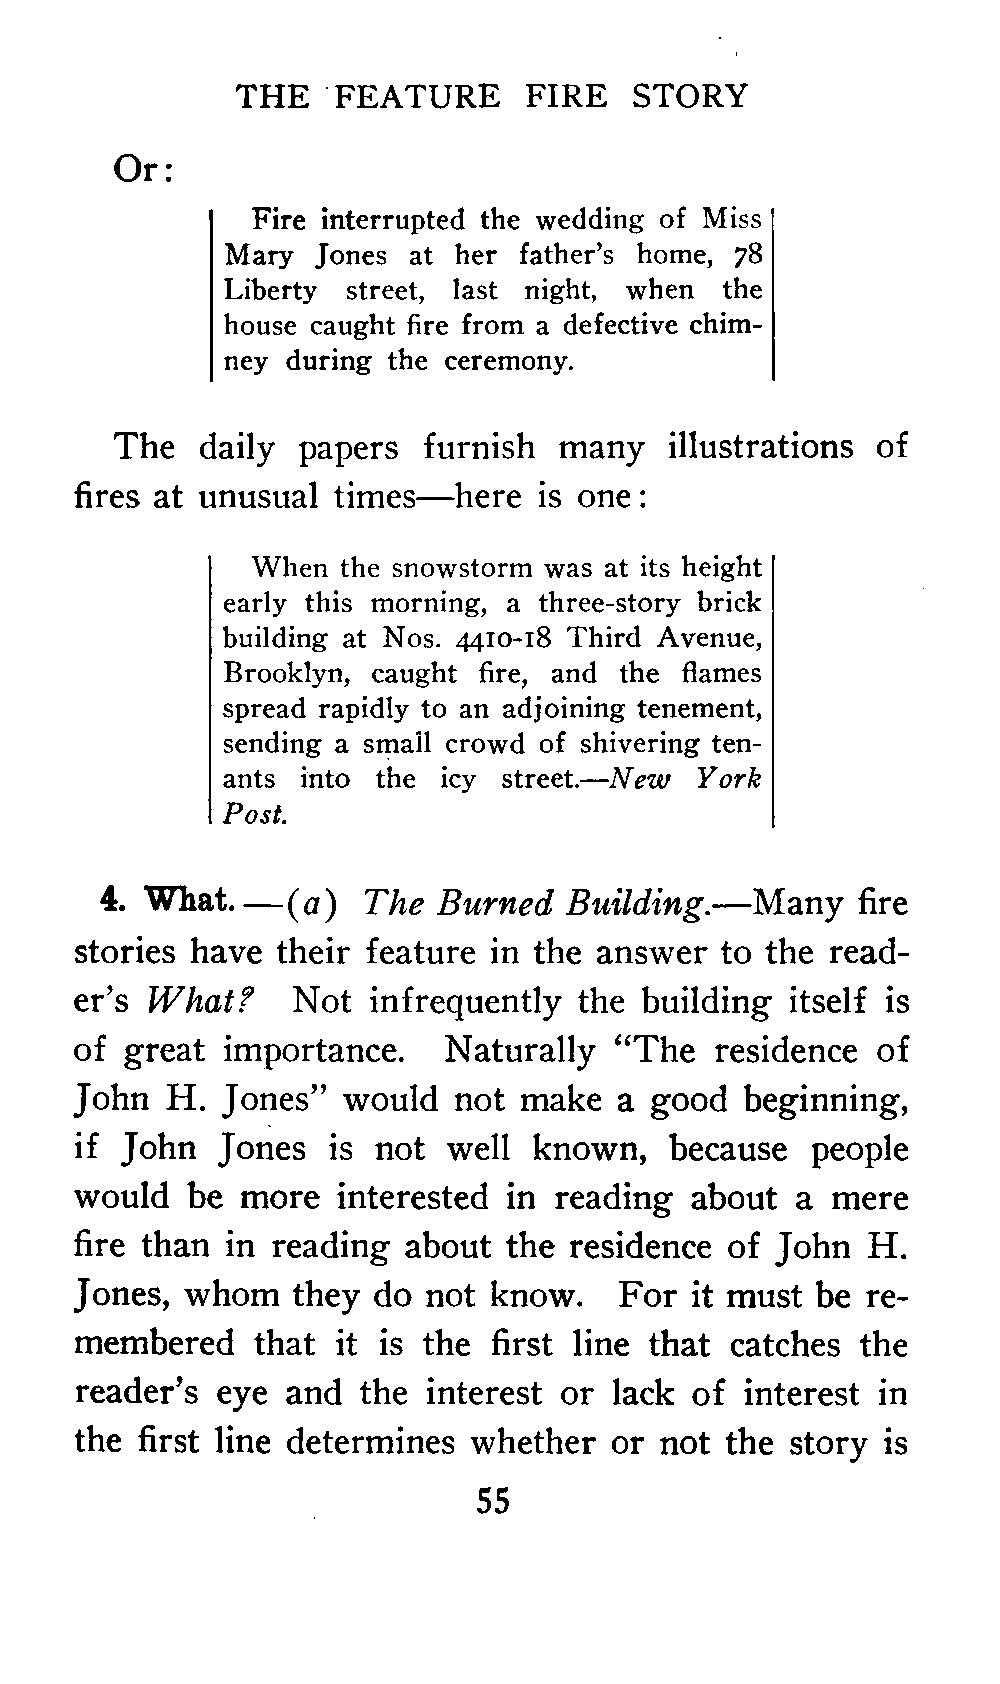 THE FEATURE FIRE STORY
Or:
Fire interrupted the wedding of Miss
Mary Jones at her father's home, 78
Liberty street, last night, when the
house caught fire from a defective chim-
ney during the ceremony.
The daily papers furnish many illustrations of
fires at unusual times—here is one:
When the snowstorm was at its height
early this morning, a three-story brick
building at Nos. 4410-18 Third Avenue,
Brooklyn, caught fire, and the flames
spread rapidly to an adjoining tenement,
sending a small crowd of shivering ten-
ants into the icy street.—New York
Post.
4. What.—(a) The Burned Building.—Many fire
stories have their feature in the answer to the read-
er's What? Not infrequently the building itself is
of great importance. Naturally “The residence of
John H. Jones” would not make a good beginning,
if John Jones is not well known, because people
would be more interested in reading about a mere
fire than in reading about the residence of John H.
Jones, whom they do not know. For it must be re-
membered that it is the first line that catches the
reader's eye and the interest or lack of interest in
the first line determines whether or not the story is
55